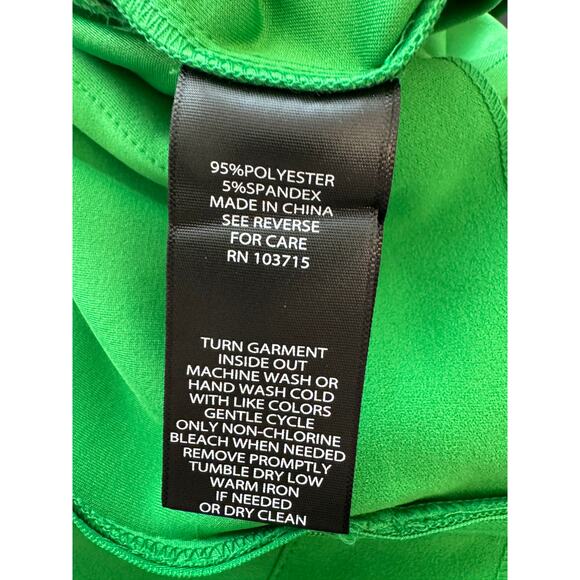 95%POLYESTER
5%SPANDEX
MADE IN CHINA
SEE REVERSE
FOR CARE
RN 103715
TURN GARMENT
INSIDE OUT
MACHINE WASH OR
HAND WASH COLD
WITH LIKE COLORS
GENTLE CYCLE
ONLY NON-CHLORINE
BLEACH WHEN NEEDED
REMOVE PROMPTLY
TUMBLE DRY LOW
WARM IRON
IF NEEDED
OR DRY CLEAN